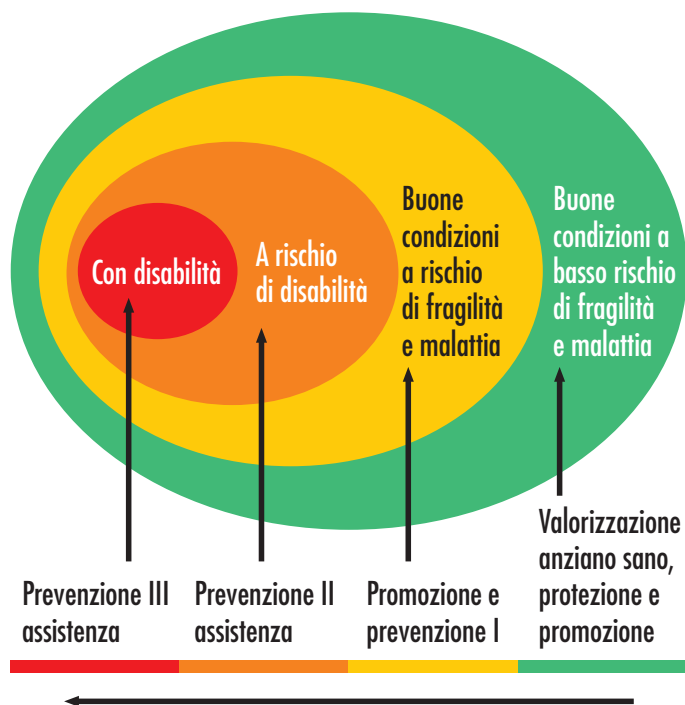 Con disabilità
A rischio
di disabilità
Buone
condizioni
a rischio
di fragilità
e malattia
Buone
condizioni a
basso rischio
di fragilità
e malattia
Prevenzione III
assistenza
Prevenzione II
assistenza
Promozione e
prevenzione I
Valorizzazione
anziano sano,
protezione e
promozione